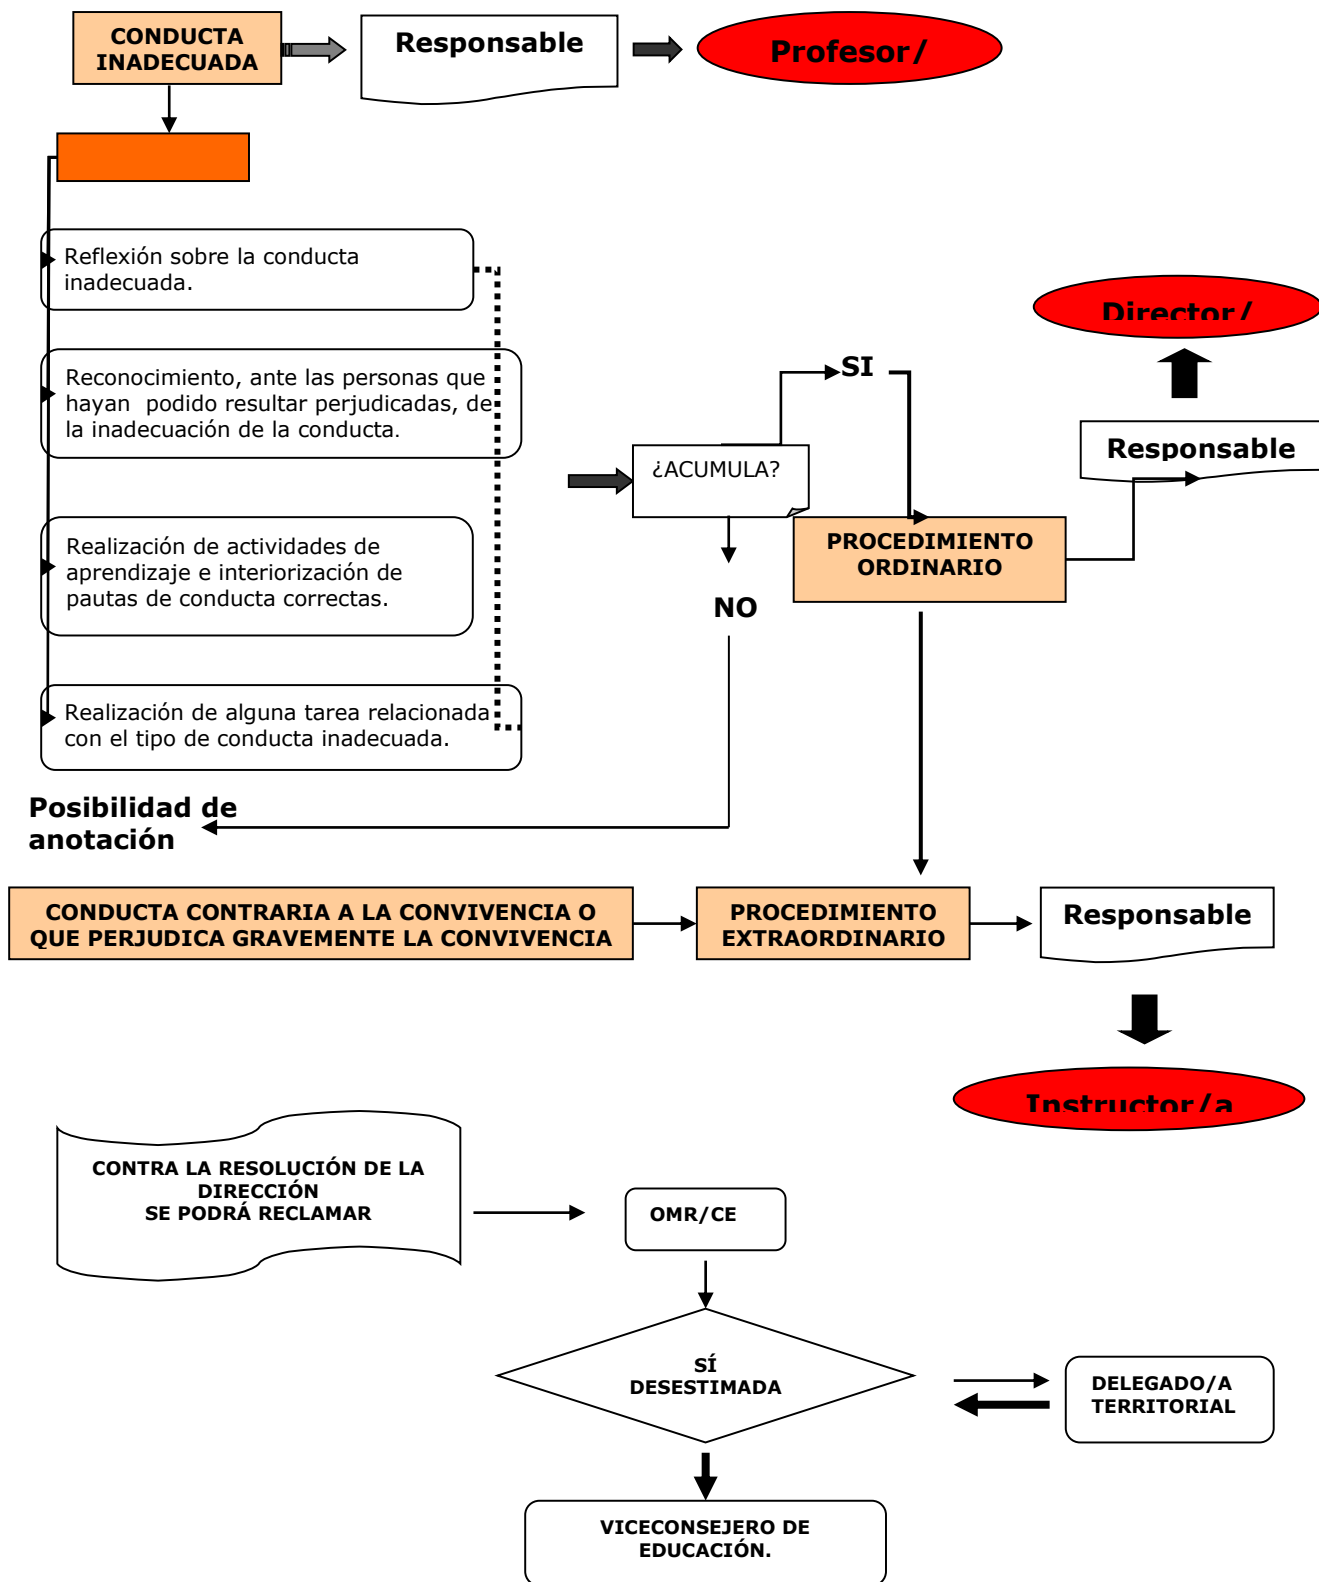 CONDUCTA
INADECUADA
Responsable
Profesor/
Reflexión sobre la conducta
inadecuada.
Reconocimiento, ante las personas que
hayan podido resultar perjudicadas, de
la inadecuación de la conducta.
Realización de actividades de
aprendizaje e interiorización de
pautas de conducta correctas.
Realización de alguna tarea relacionada
con el tipo de conducta inadecuada.
¿ACUMULA?
SI
NO
Director/
Responsable
PROCEDIMIENTO
ORDINARIO
Posibilidad de
anotación
CONDUCTA CONTRARIA A LA CONVIVENCIA O
QUE PERJUDICA GRAVEMENTE LA CONVIVENCIA
PROCEDIMIENTO
EXTRAORDINARIO
Responsable
Instructor/a
CONTRA LA RESOLUCIÓN DE LA
DIRECCIÓN
SE PODRÁ RECLAMAR
OMR/CE
SÍ
DESESTIMADA
DELEGADO/A
TERRITORIAL
VICECONSEJERO DE
EDUCACIÓN.